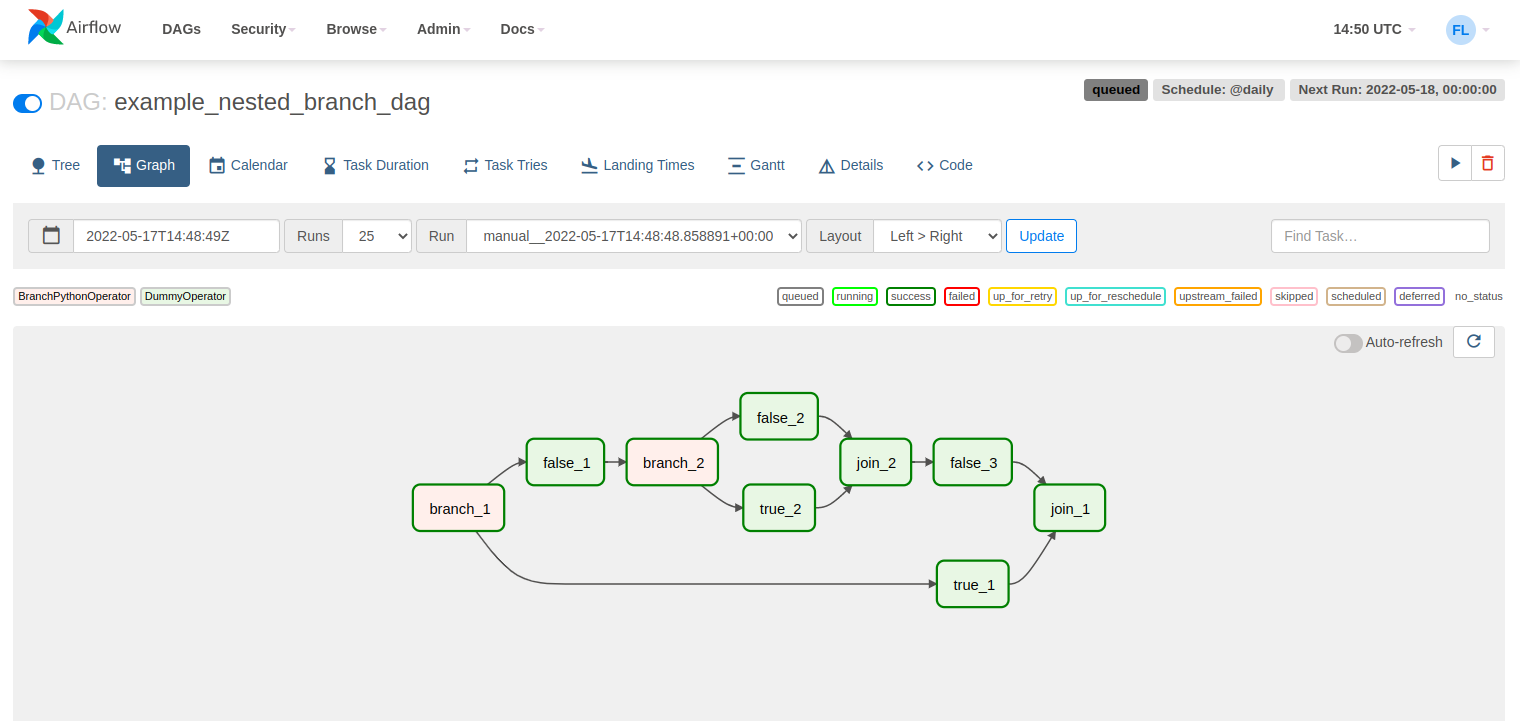 Airflow DAGs Security Browse Admin Docs 14:50 UTC FL
DAG: example_nested_branch_dag queued Schedule: @daily Next Run: 2022-05-18, 00:00:00
Tree Graph Calendar Task Duration Task Tries Landing Times Gantt Details Code
2022-05-17T14:48:49Z Runs 25 Run manual__2022-05-17T14:48:48.858891+00:00 Layout Left > Right Update Find Task…
BranchPythonOperator DummyOperator queued running success failed up_for_retry up_for_reschedule upstream_failed skipped scheduled deferred no_status
Auto-refresh
false_2
false_1 branch_2 join_2 false_3
branch_1 true_2 join_1
true_1